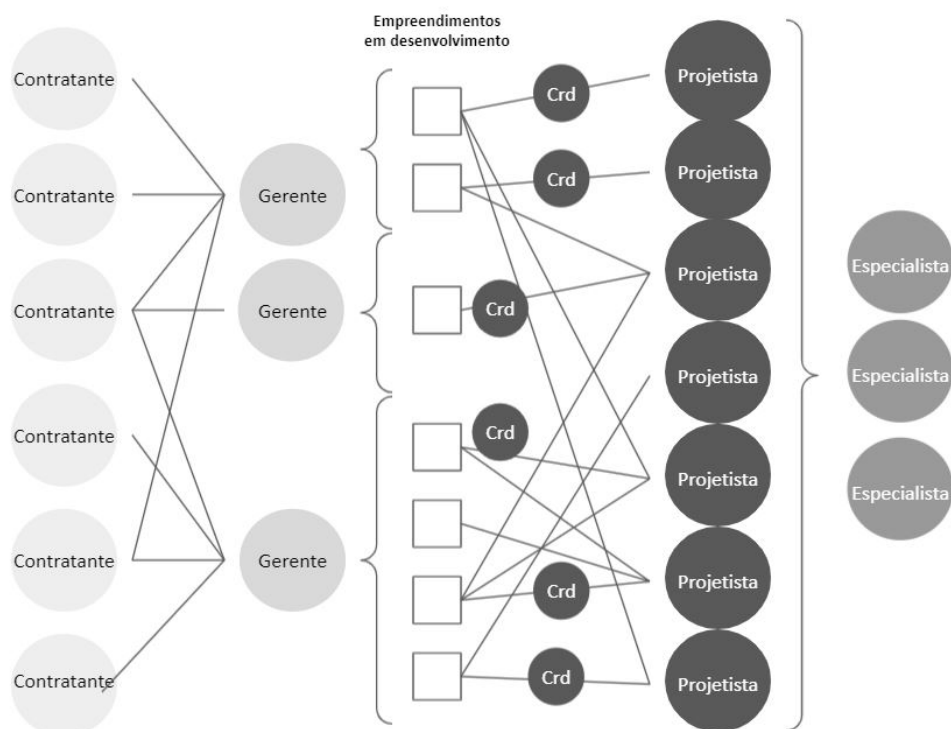 Empreendimentos
em desenvolvimento
Contratante
Contratante
Contratante
Contratante
Contratante
Contratante
Gerente
Gerente
Gerente
Crd
Crd
Crd
Crd
Crd
Crd
Projetista
Projetista
Projetista
Projetista
Projetista
Projetista
Projetista
Especialista
Especialista
Especialista